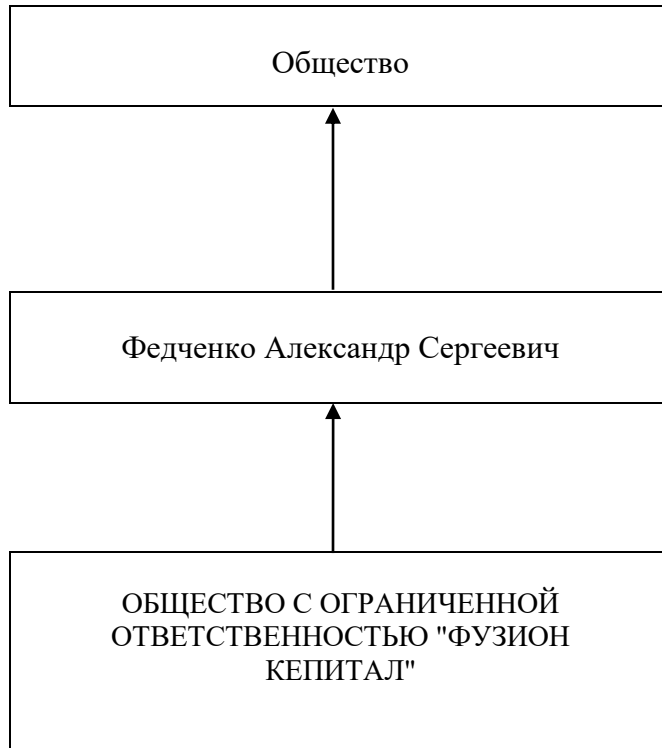 Общество
Федченко Александр Сергеевич
ОБЩЕСТВО С ОГРАНИЧЕННОЙ
ОТВЕТСТВЕННОСТЬЮ "ФУЗИОН
КЕПИТАЛ"